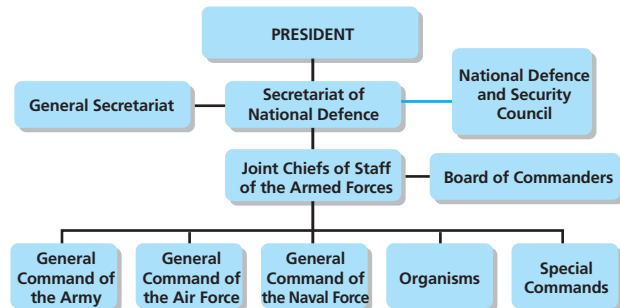 PRESIDENT
General Secretariat
Secretariat of
National Defence
National Defence
and Security
Council
Joint Chiefs of Staff
of the Armed Forces
Board of Commanders
General
Command of
the Army
General
Command of
the Air Force
General
Command of
the Naval Force
Organisms
Special
Commands